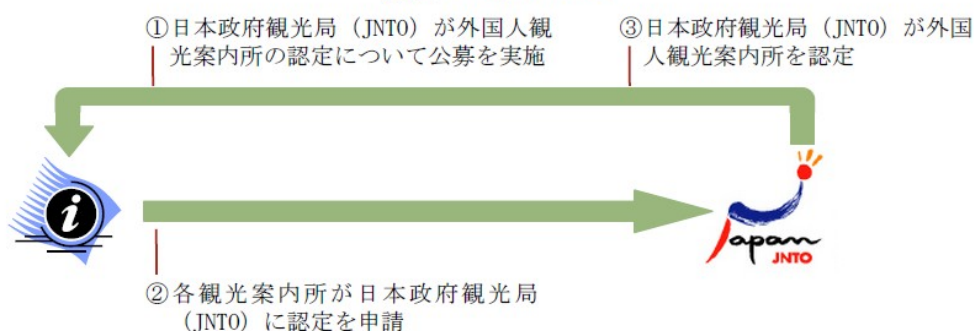 ①日本政府観光局（JNTO）が外国人観
光案内所の認定について公募を実施
③日本政府観光局（JNTO）が外国
人観光案内所を認定
i
Japan
JNTO
②各観光案内所が日本政府観光局
（JNTO）に認定を申請